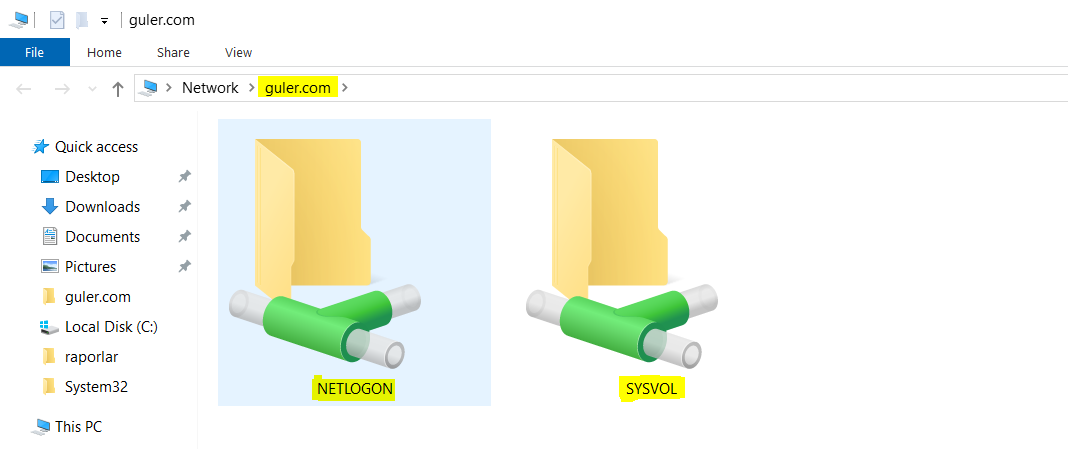 guler.com
File Home Share View
Network guler.com
Quick access
Desktop
Downloads
Documents
Pictures
guler.com
Local Disk (C:)
raporlar
System32
This PC
NETLOGON
SYSVOL